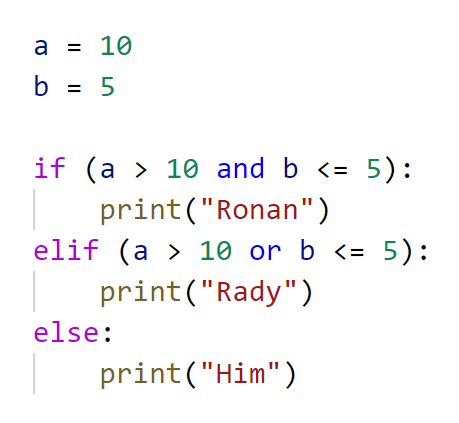 a = 10
b = 5

if (a > 10 and b <= 5):
    print("Ronan")
elif (a > 10 or b <= 5):
    print("Rady")
else:
    print("Him")